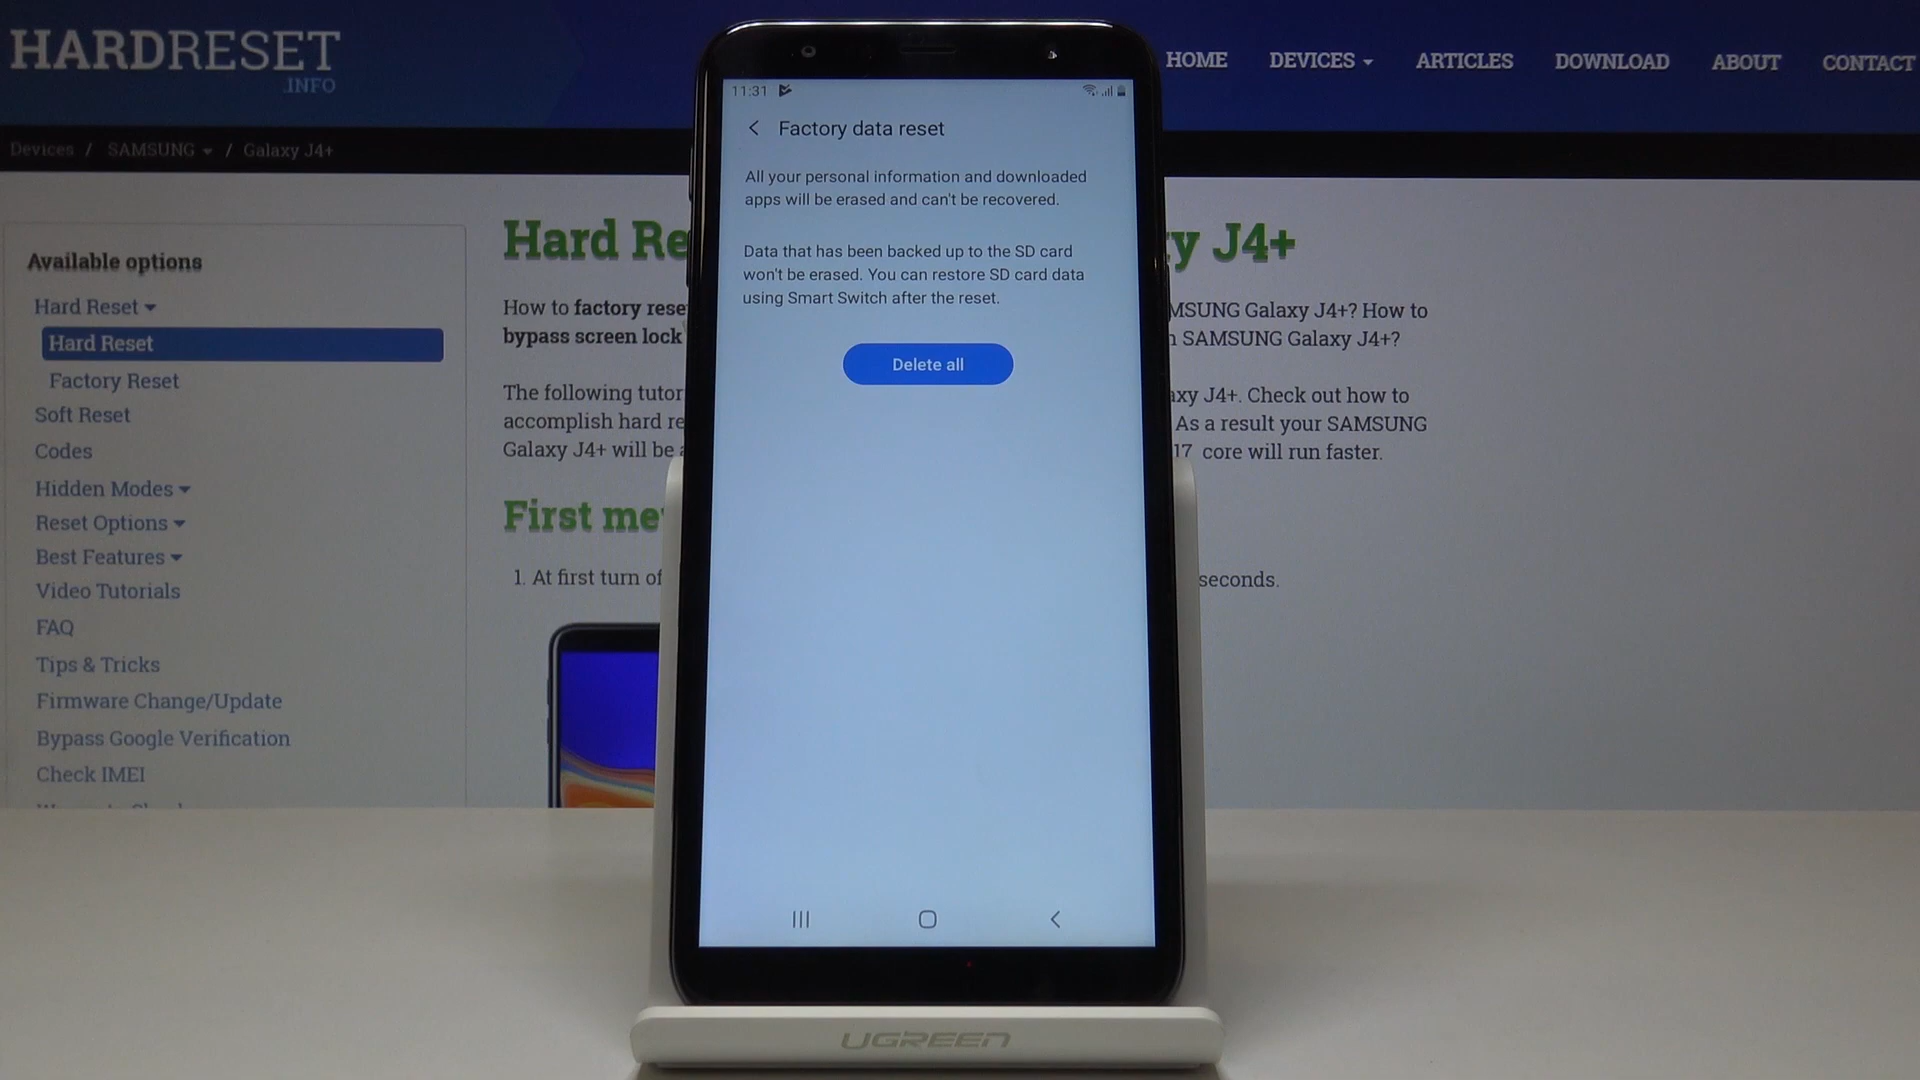 HARDRESET
.INFO
HOME DEVICES ARTICLES DOWNLOAD ABOUT CONTACT
Devices / SAMSUNG / Galaxy J4+
Available options
Hard Reset
Hard Reset
Factory Reset
Soft Reset
Codes
Hidden Modes
Reset Options
Best Features
Video Tutorials
FAQ
Tips & Tricks
Firmware Change/Update
Bypass Google Verification
Check IMEI
Hard Re
y J4+
How to factory rese
SAMSUNG Galaxy J4+? How to
bypass screen lock
SAMSUNG Galaxy J4+?
The following tutor
axy J4+. Check out how to
accomplish hard re
As a result your SAMSUNG
Galaxy J4+ will be
17 core will run faster.
First me
1. At first turn of
seconds.
11:31
Factory data reset
All your personal information and downloaded
apps will be erased and can't be recovered.
Data that has been backed up to the SD card
won't be erased. You can restore SD card data
using Smart Switch after the reset.
Delete all
UGREEN